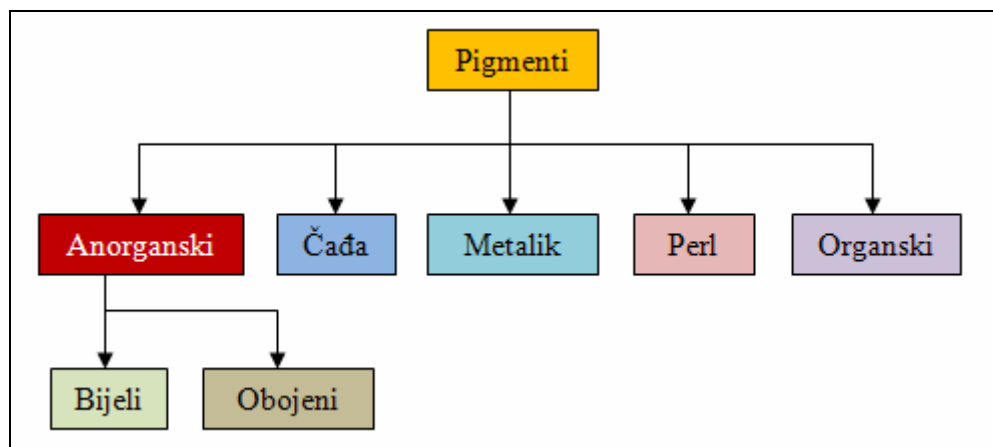 Pigmenti
Anorganski
Čađa
Metalik
Perl
Organski
Bijeli
Obojeni